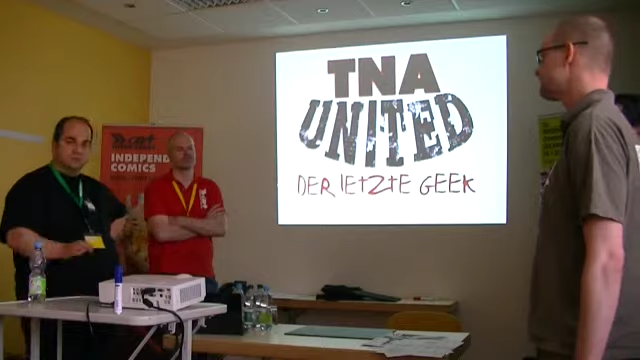 TNA
UNITED
DER lEtZtE GEEK
INDEPEND
COMICS